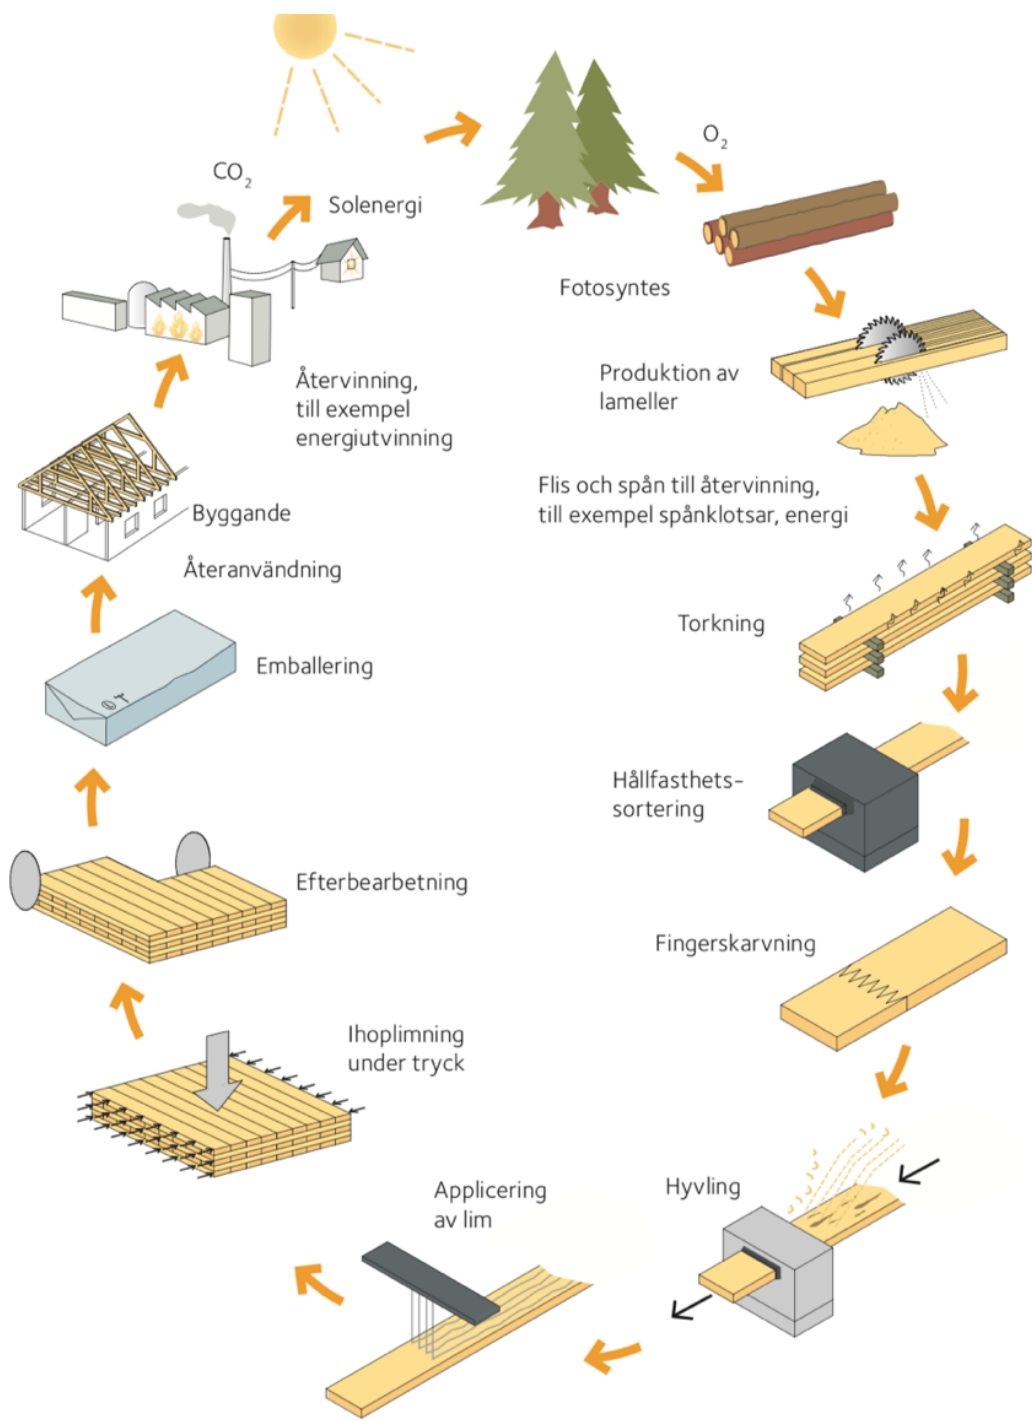 O₂
CO₂
Solenergi
Fotosyntes
Produktion av
lameller
Återvinning,
till exempel
energiutvinning
Flis och spån till återvinning,
till exempel spånklotsar, energi
Byggande
Återanvändning
Torkning
Emballering
Hållfasthets–
sortering
Efterbearbetning
Fingerskarvning
Ihoplimning
under tryck
Hyvling
Applicering
av lim